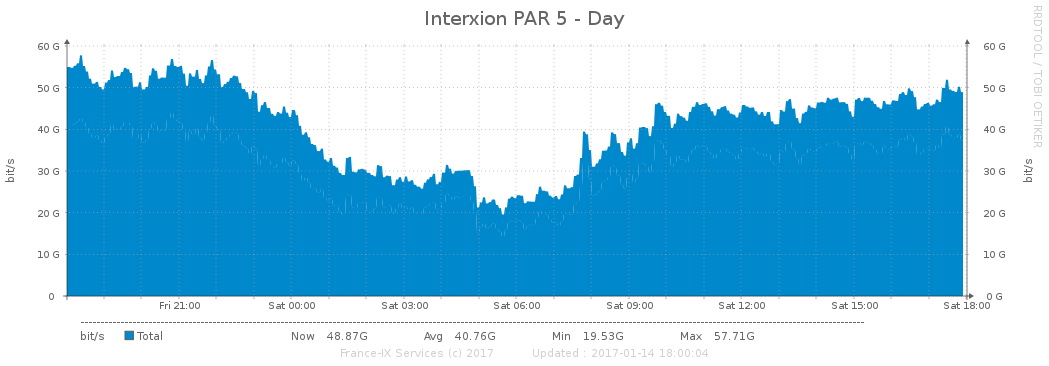 Interxion PAR 5 - Day
RRDTOOL / TOBI OETIKER
60 G 60 G
50 G 50 G
40 G 40 G
30 G 30 G
20 G 20 G
10 G 10 G
0 0 G
bit/s
bit/s
Fri 21:00 Sat 00:00 Sat 03:00 Sat 06:00 Sat 09:00 Sat 12:00 Sat 15:00 Sat 18:00
bit/s Total Now 48.87G Avg 40.76G Min 19.53G Max 57.71G
France-IX Services (c) 2017 Updated : 2017-01-14 18:00:04